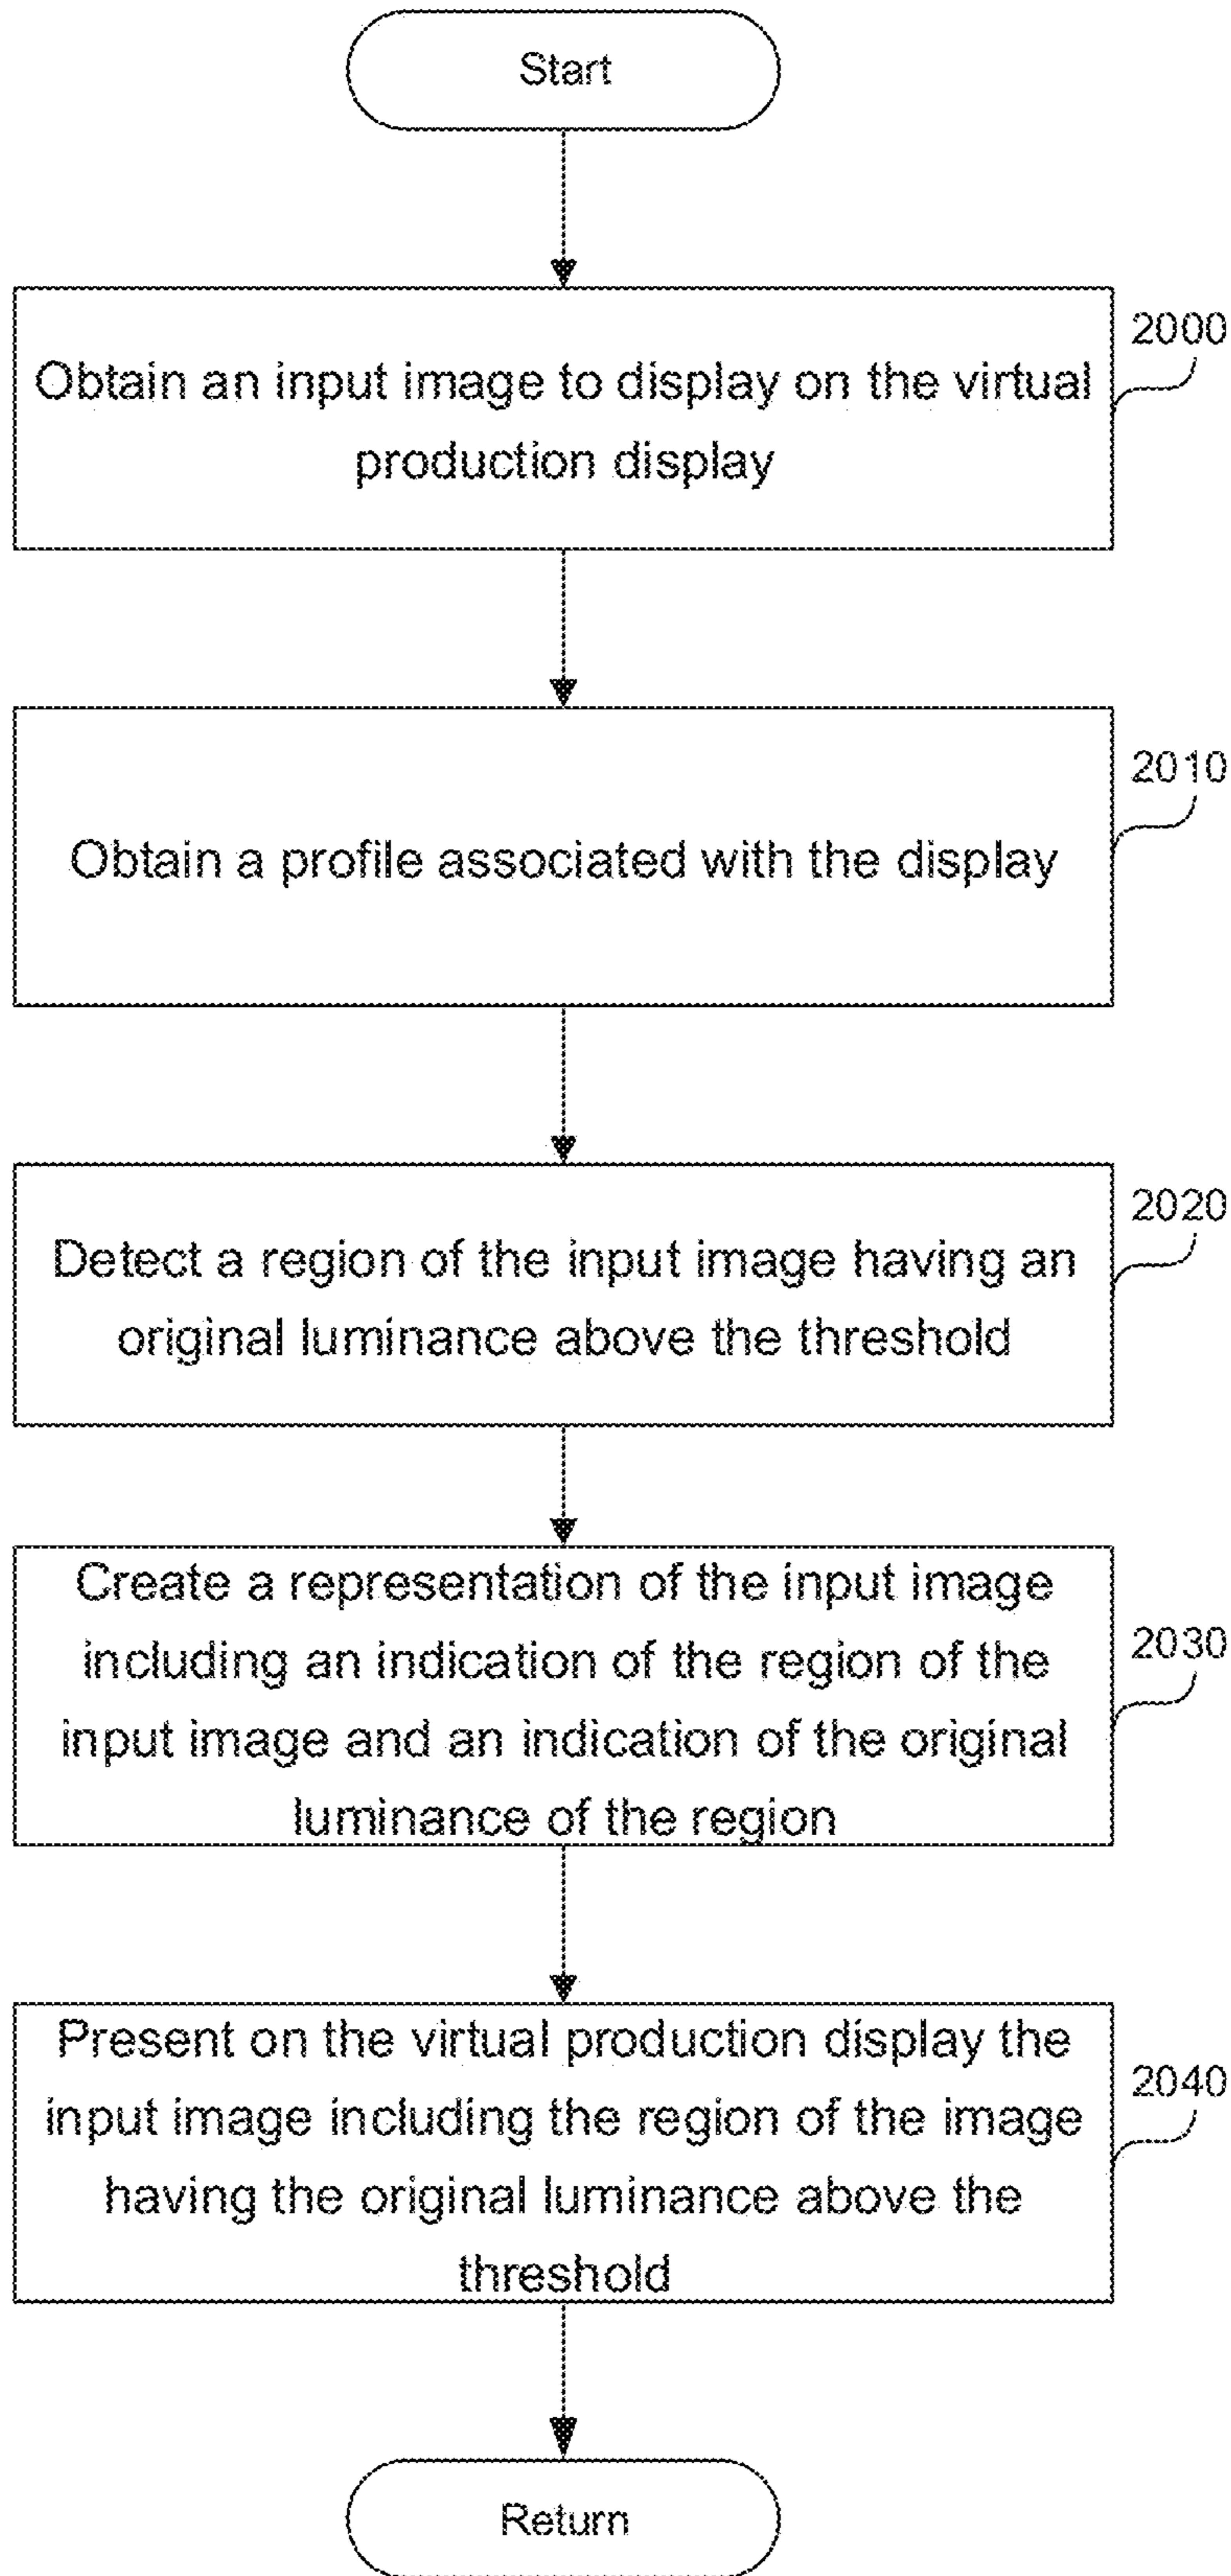 Start
2000
Obtain an input image to display on the virtual
production display
2010
Obtain a profile associated with the display
2020
Detect a region of the input image having an
original luminance above the threshold
2030
Create a representation of the input image
including an indication of the region of the
input image and an indication of the original
luminance of the region
2040
Present on the virtual production display the
input image including the region of the image
having the original luminance above the
threshold
Return